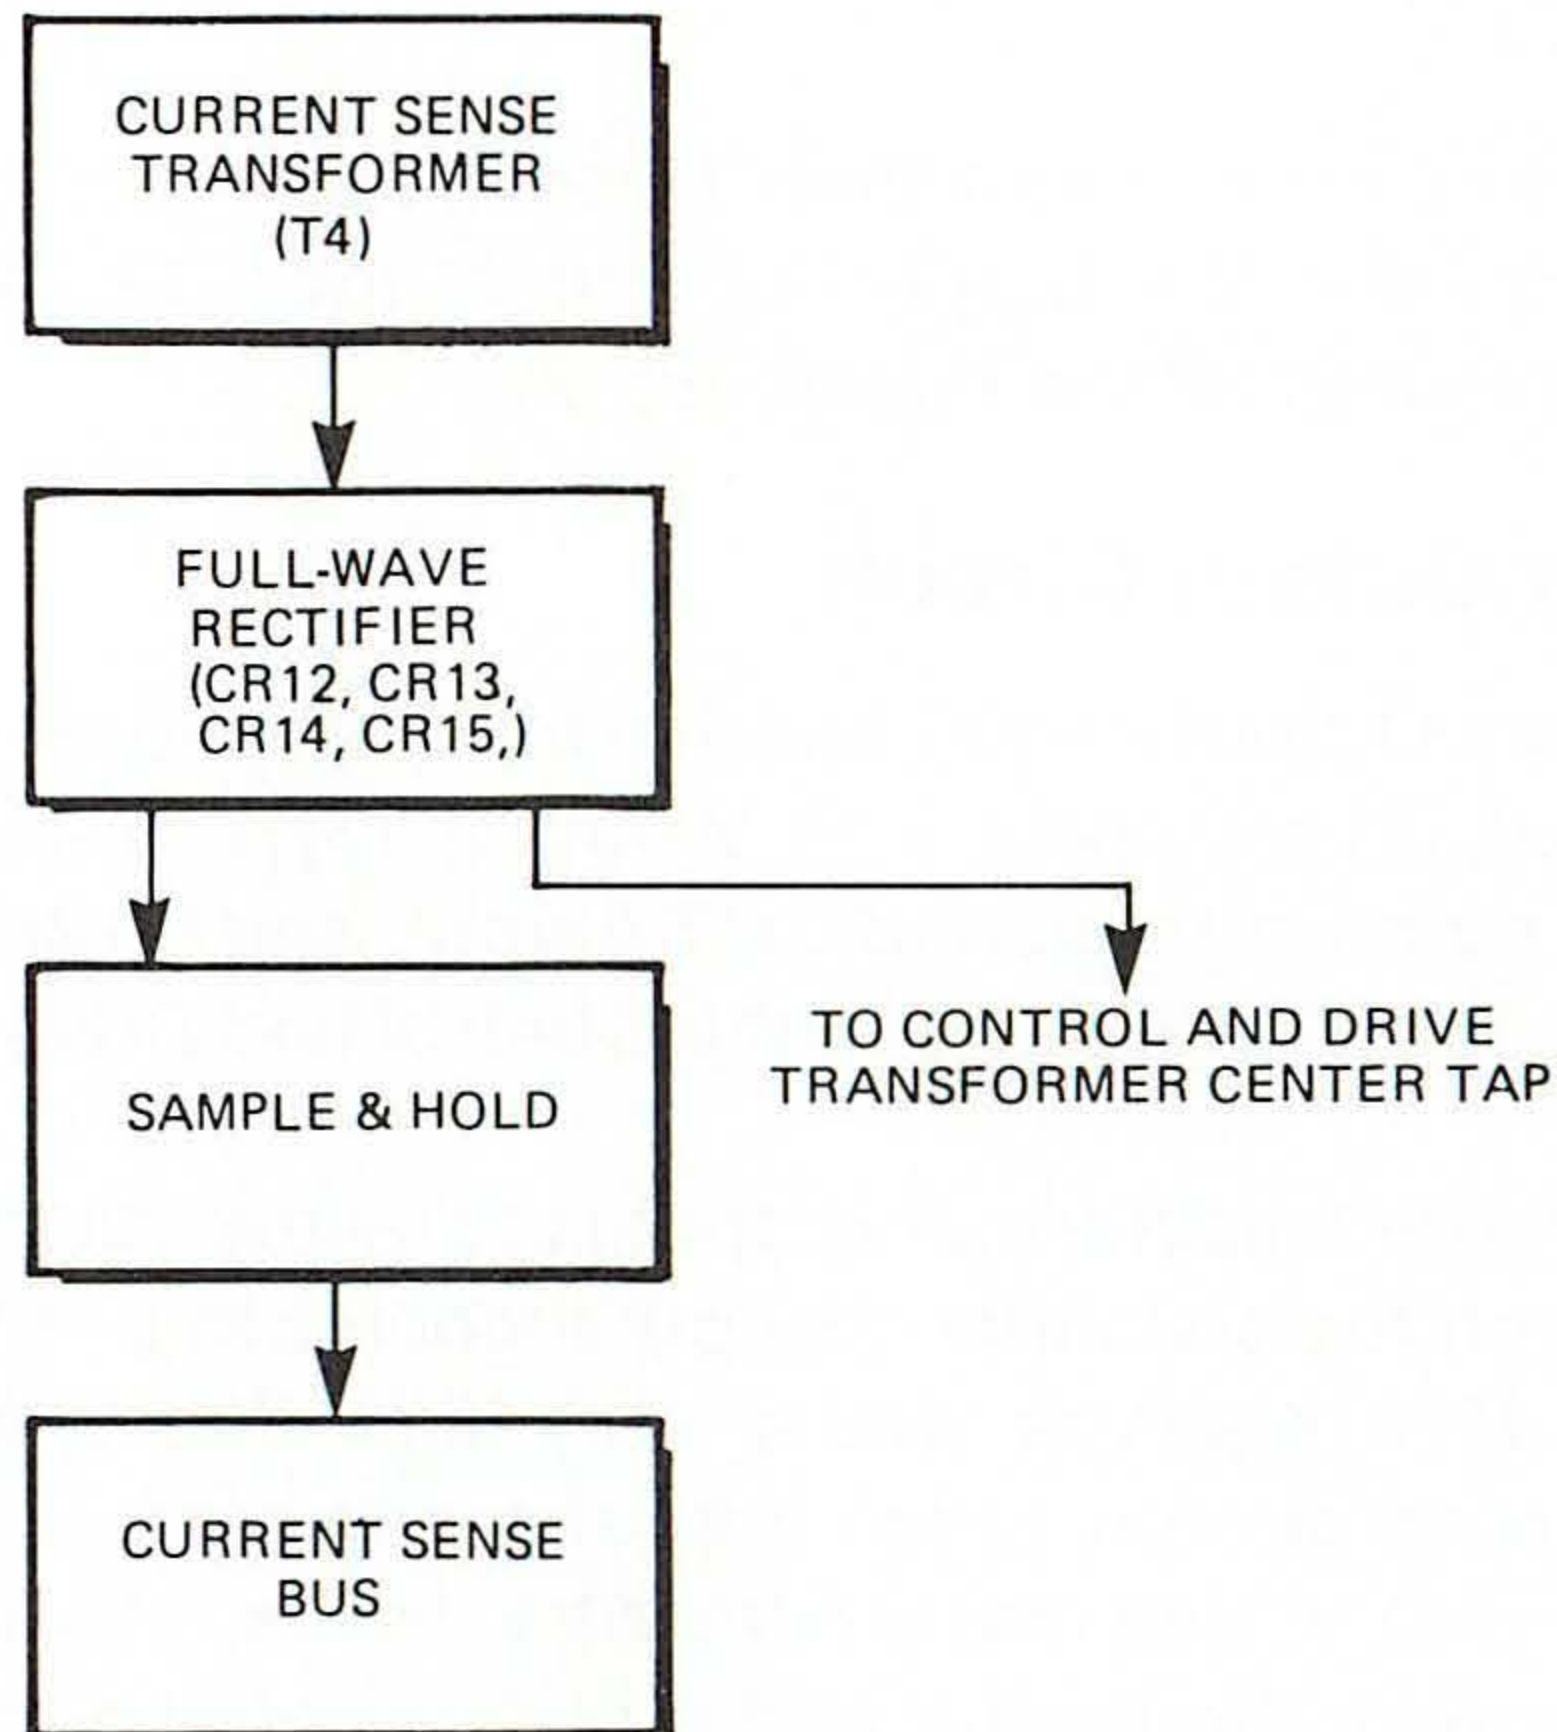 CURRENT SENSE
TRANSFORMER
(T4)
FULL-WAVE
RECTIFIER
(CR12, CR13,
CR14, CR15,)
SAMPLE & HOLD
TO CONTROL AND DRIVE
TRANSFORMER CENTER TAP
CURRENT SENSE
BUS